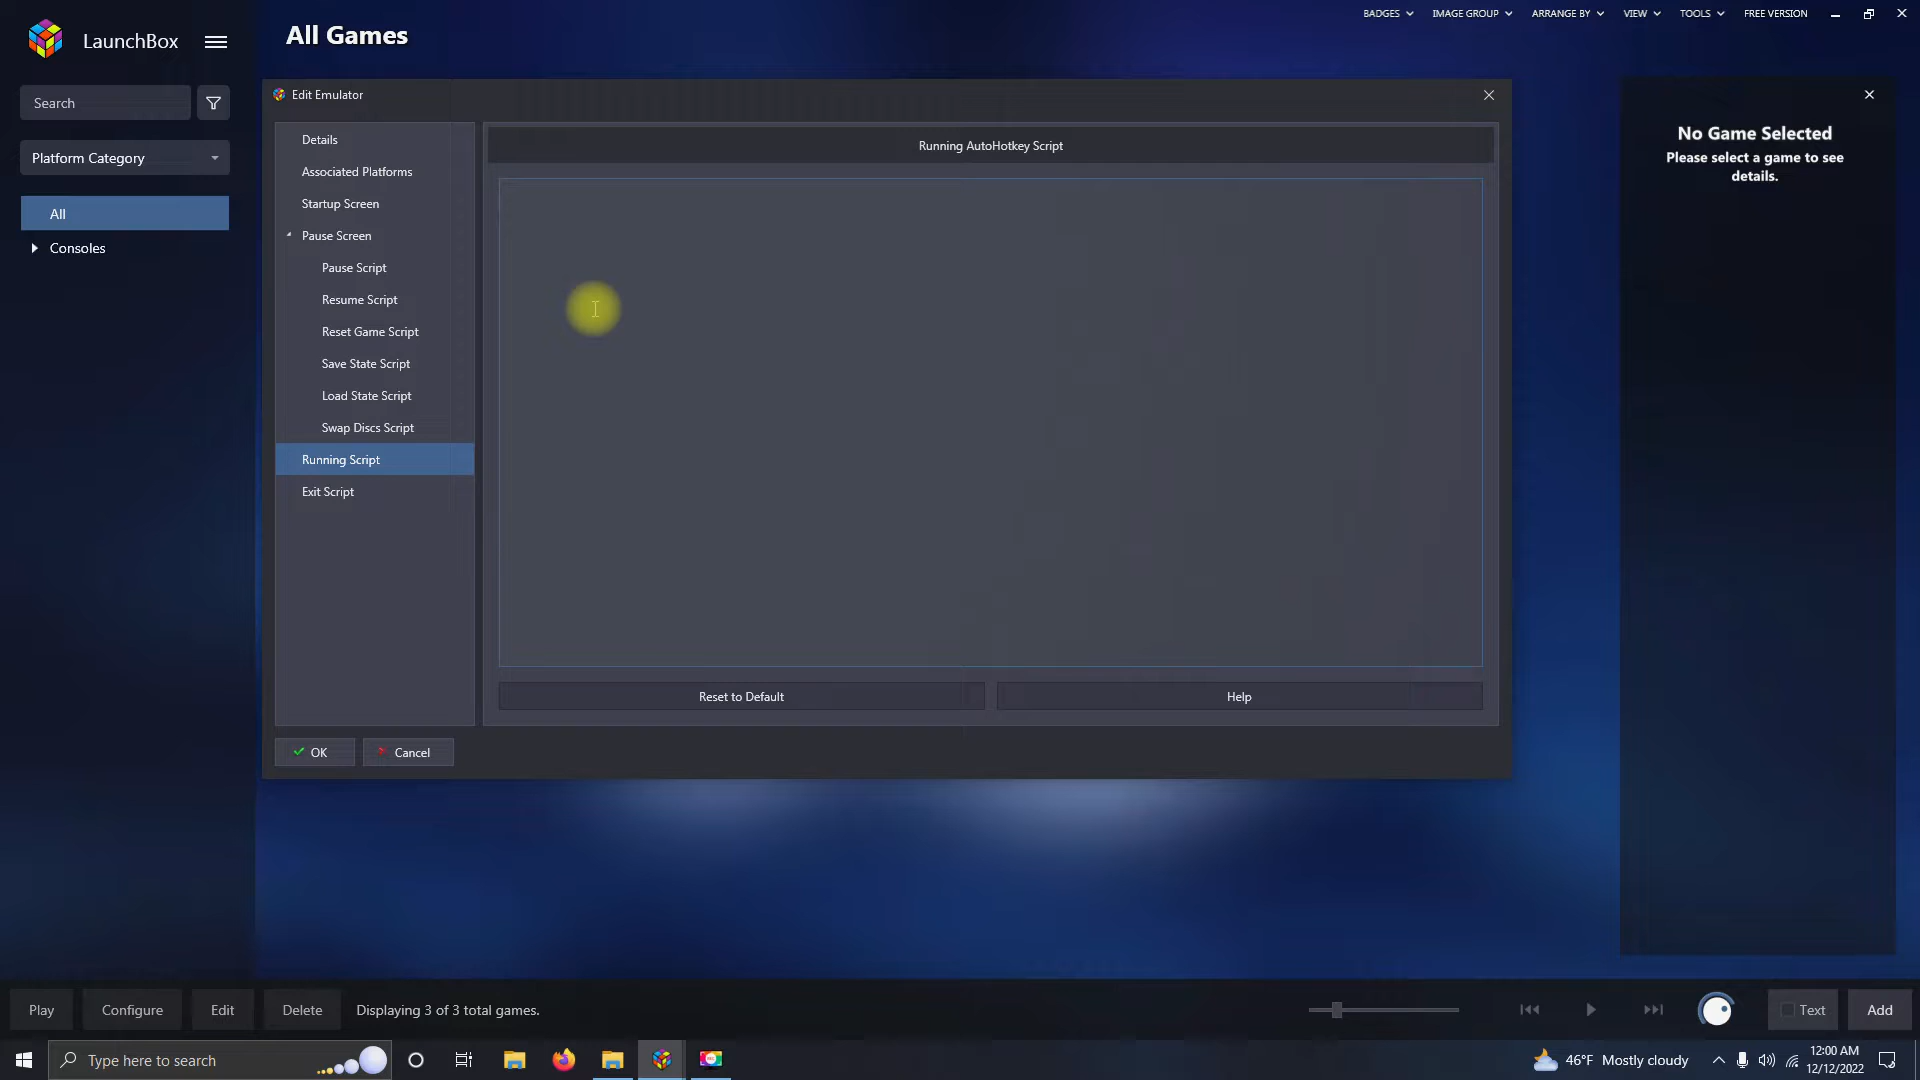 LaunchBox
All Games
BADGES
IMAGE GROUP
ARRANGE BY
VIEW
TOOLS
FREE VERSION
Search
Platform Category
All
Consoles
Edit Emulator
Details
Associated Platforms
Startup Screen
Pause Screen
Pause Script
Resume Script
Reset Game Script
Save State Script
Load State Script
Swap Discs Script
Running Script
Exit Script
Running AutoHotkey Script
Reset to Default
Help
OK
Cancel
No Game Selected
Please select a game to see
details.
Play
Configure
Edit
Delete
Displaying 3 of 3 total games.
Text
Add
Type here to search
46°F Mostly cloudy
12:00 AM
12/12/2022